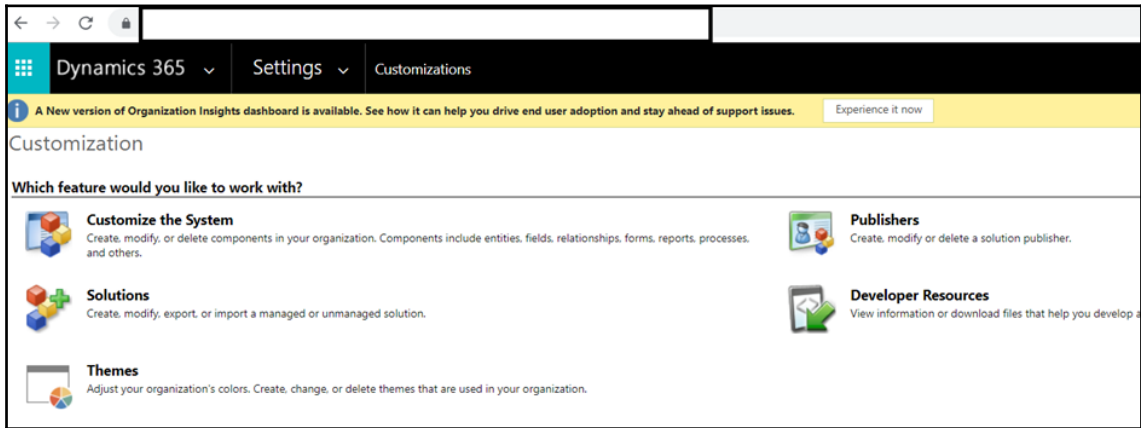 Dynamics 365 Settings Customizations
A New version of Organization Insights dashboard is available. See how it can help you drive end user adoption and stay ahead of support issues. Experience it now
Customization
Which feature would you like to work with?
Customize the System
Create, modify, or delete components in your organization. Components include entities, fields, relationships, forms, reports, processes,
and others.
Publishers
Create, modify or delete a solution publisher.
Solutions
Create, modify, export, or import a managed or unmanaged solution.
Developer Resources
View information or download files that help you develop a
Themes
Adjust your organization's colors. Create, change, or delete themes that are used in your organization.